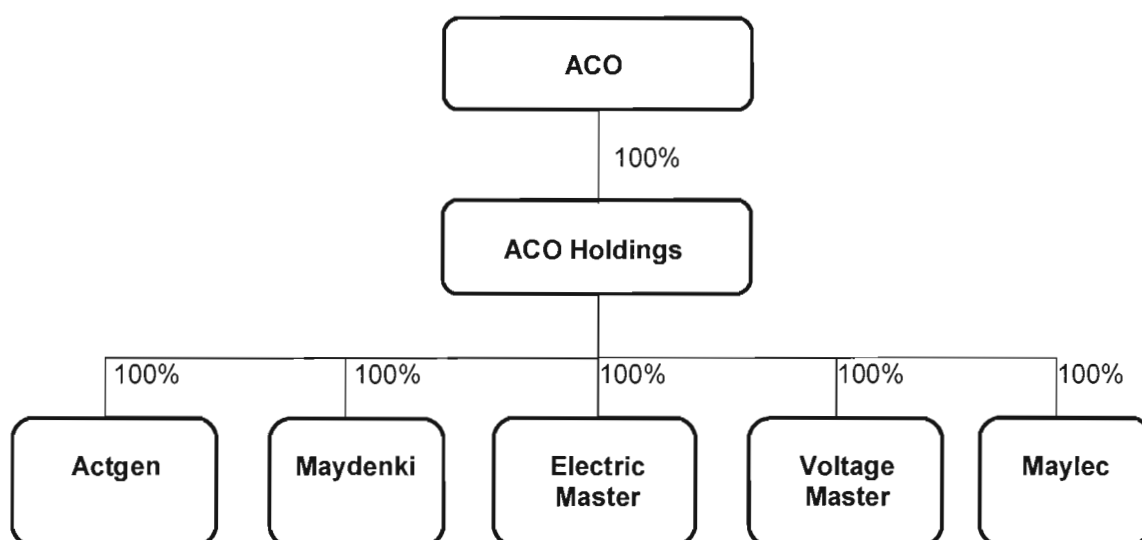 ACO
100%
ACO Holdings
100% 100% 100% 100% 100%
Actgen Maydenki Electric Voltage Maylec
Master Master